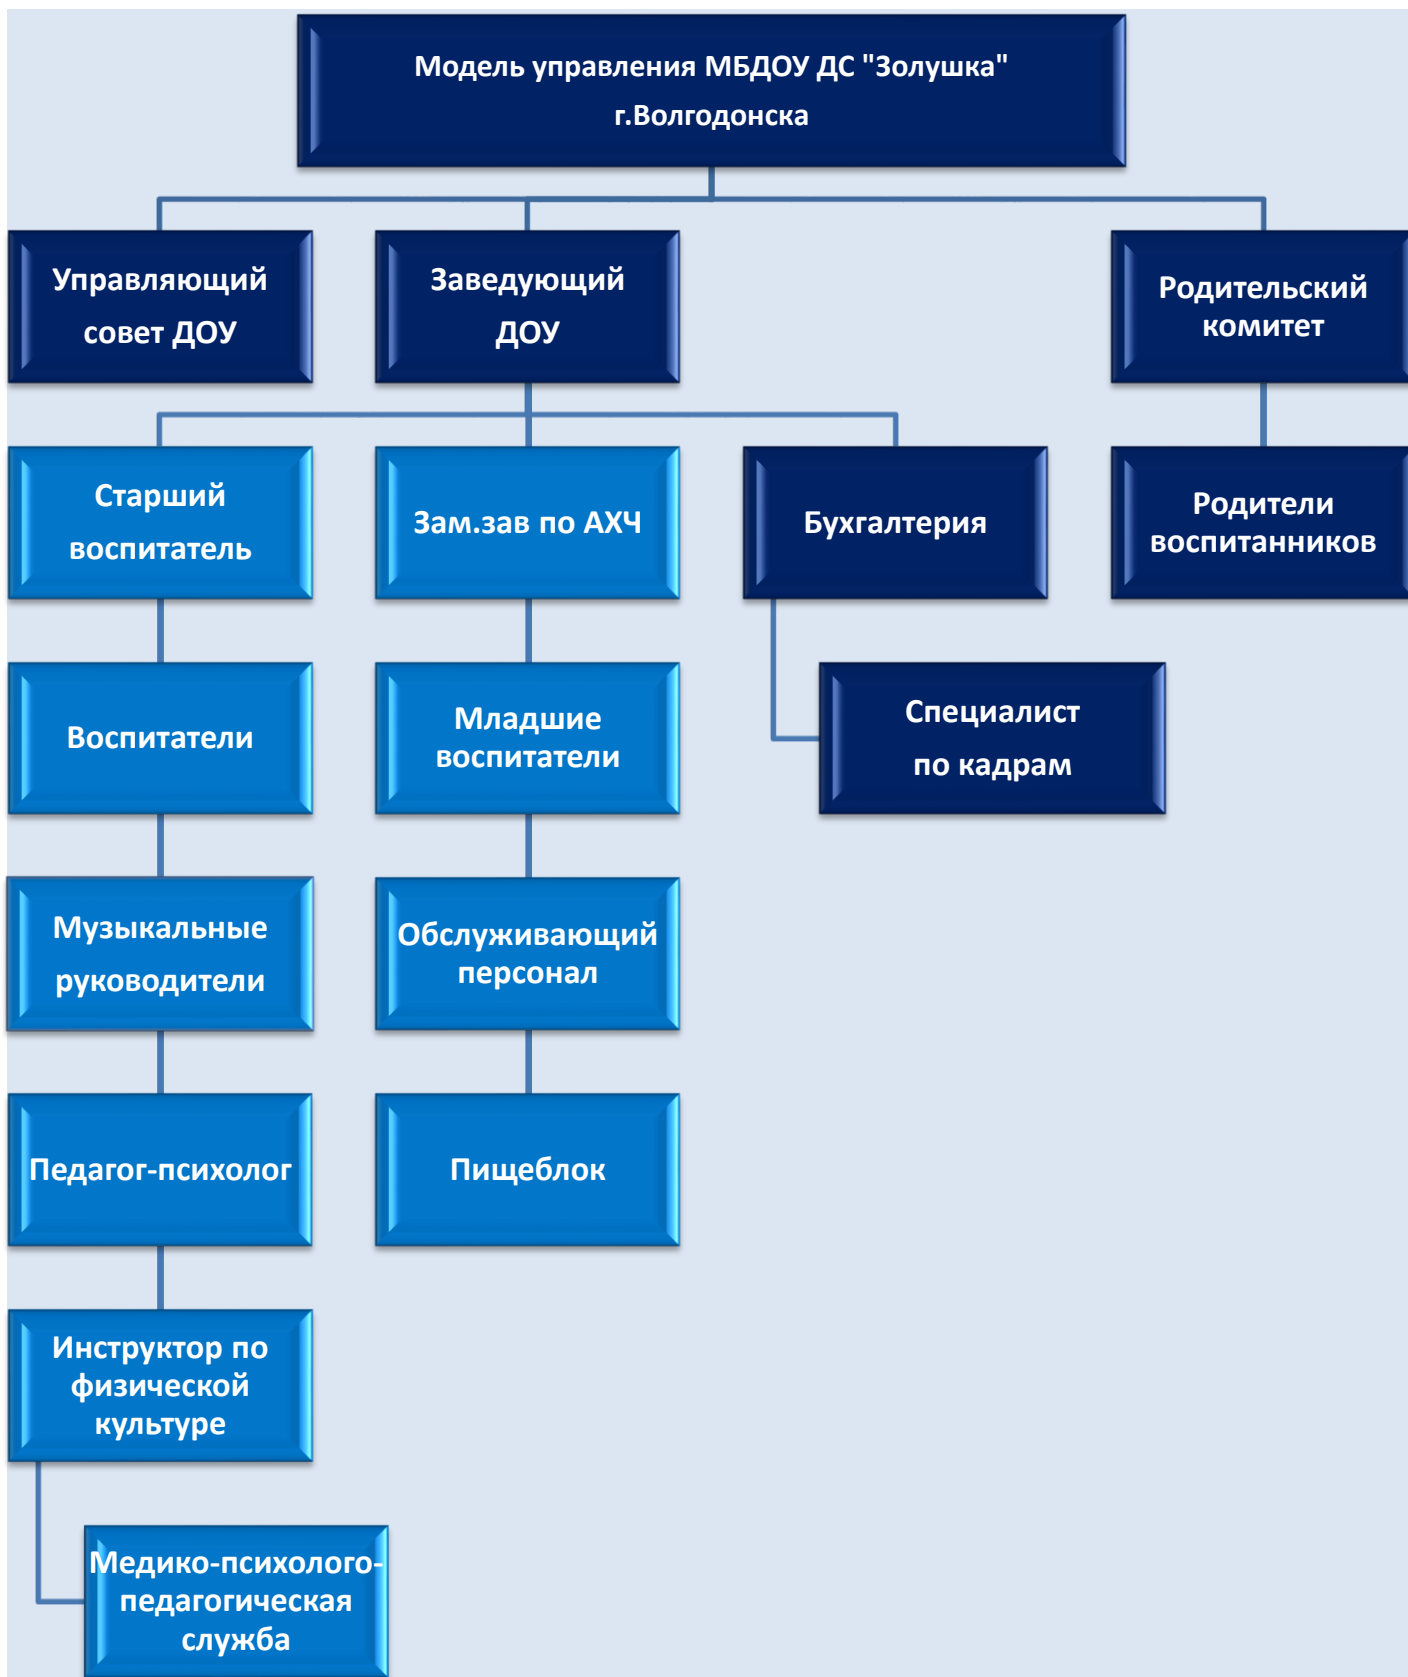 Модель управления МБДОУ ДС "Золушка"
г.Волгодонска
Управляющий
совет ДОУ
Заведующий
ДОУ
Родительский
комитет
Старший
воспитатель
Зам.зав по АХЧ
Бухгалтерия
Родители
воспитанников
Воспитатели
Младшие
воспитатели
Специалист
по кадрам
Музыкальные
руководители
Обслуживающий
персонал
Педагог-психолог
Пищеблок
Инструктор по
физической
культуре
Медико-психолого-
педагогическая
служба